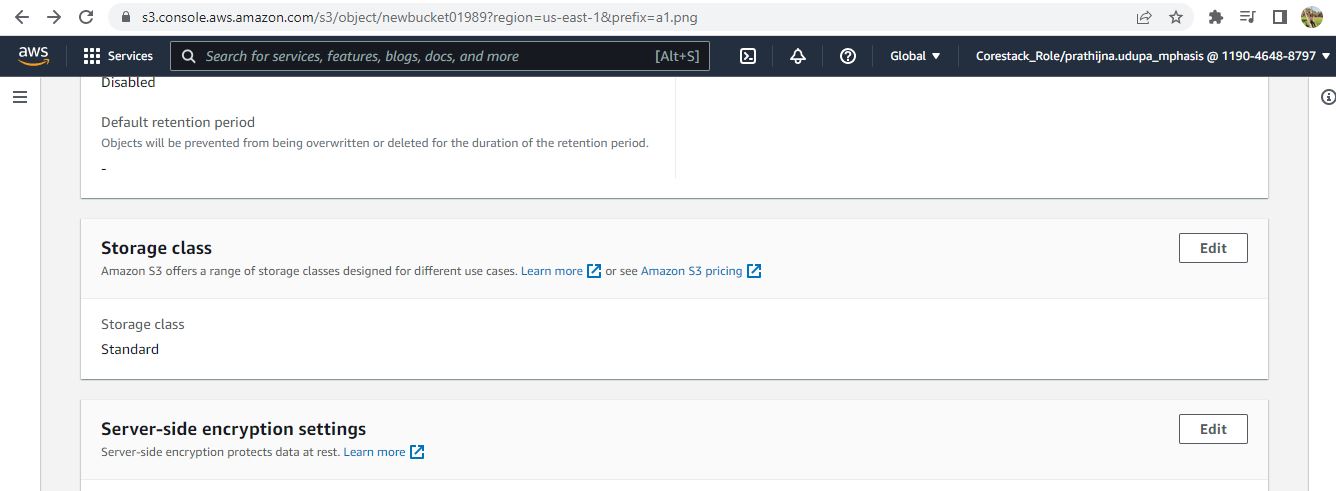 s3.console.aws.amazon.com/s3/object/newbucket01989?region=us-east-1&prefix=a1.png
aws Services Search for services, features, blogs, docs, and more [Alt+S] Global Corestack_Role/prathijna.udupa_mphasis @ 1190-4648-8797
Disabled
Default retention period
Objects will be prevented from being overwritten or deleted for the duration of the retention period.
-
Storage class Edit
Amazon S3 offers a range of storage classes designed for different use cases. Learn more or see Amazon S3 pricing
Storage class
Standard
Server-side encryption settings Edit
Server-side encryption protects data at rest. Learn more